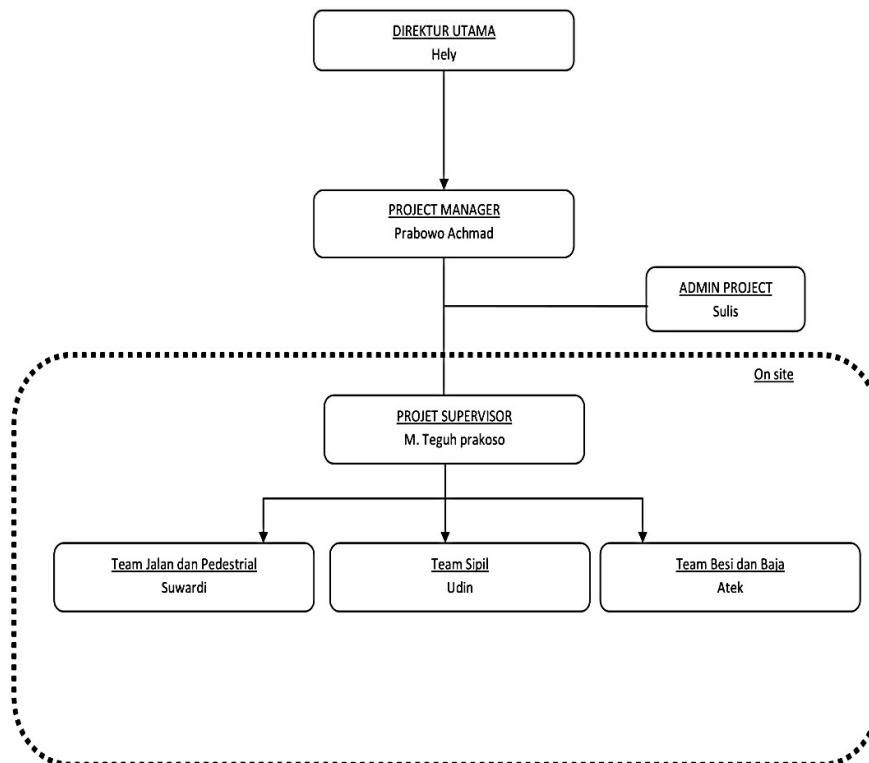 DIREKTUR UTAMA
Hely
PROJECT MANAGER
Prabowo Achmad
ADMIN PROJECT
Sulis
On site
PROJET SUPERVISOR
M. Teguh prakoso
Team Jalan dan Pedestrial
Suwardi
Team Sipil
Udin
Team Besi dan Baja
Atek